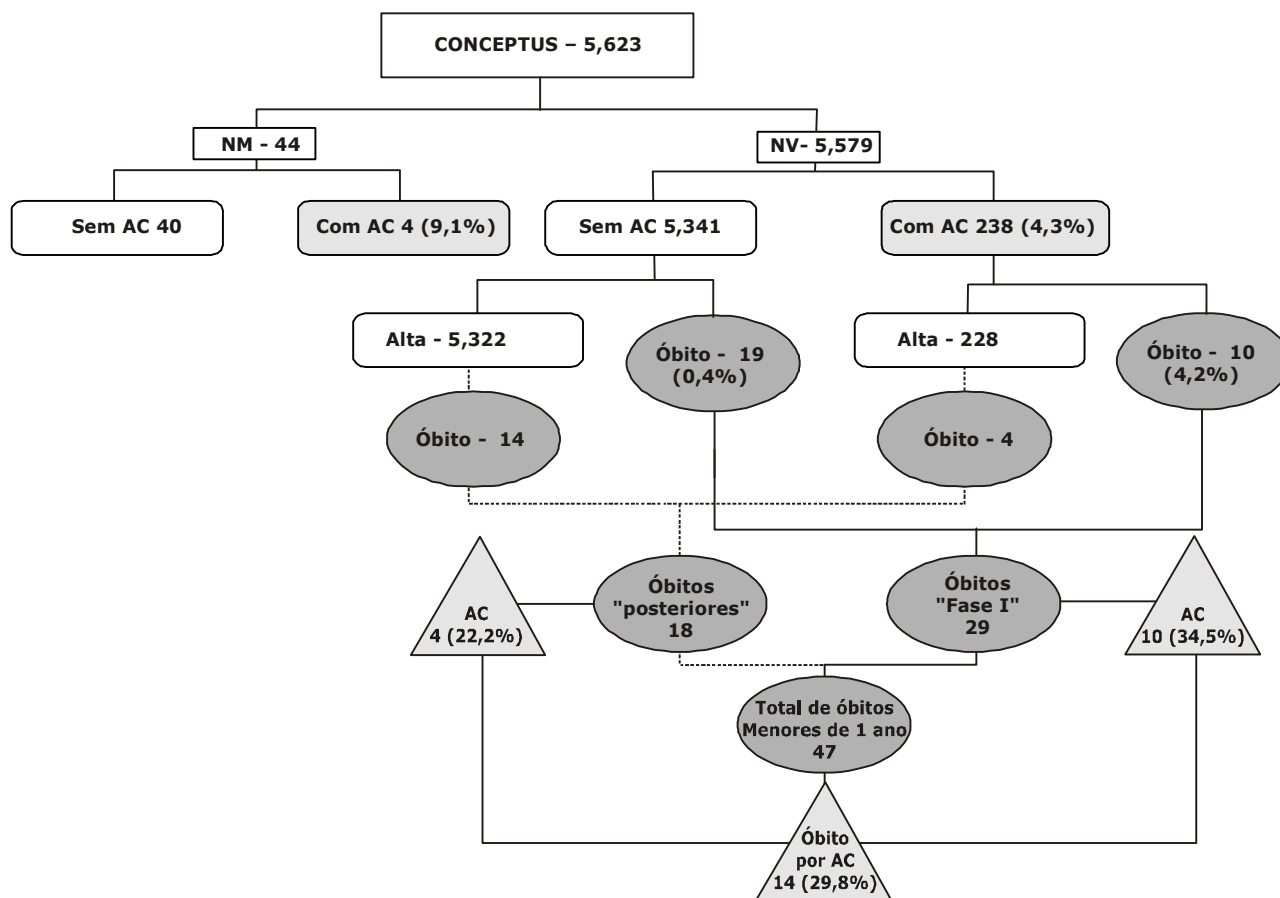 CONCEPTUS – 5,623
NM - 44
NV- 5,579
Sem AC 40
Com AC 4 (9,1%)
Sem AC 5,341
Com AC 238 (4,3%)
Alta - 5,322
Óbito - 19
(0,4%)
Alta - 228
Óbito - 10
(4,2%)
Óbito - 14
Óbito - 4
AC
4 (22,2%)
Óbitos
"posteriores"
18
Óbitos
"Fase I"
29
AC
10 (34,5%)
Total de óbitos
Menores de 1 ano
47
Óbito
por AC
14 (29,8%)